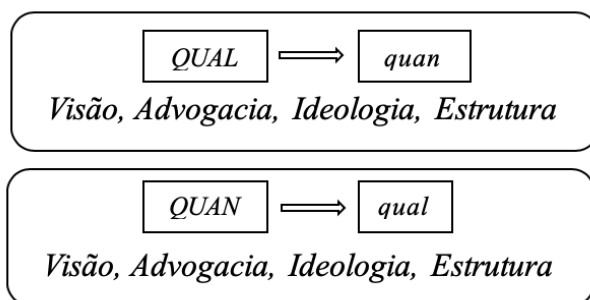 QUAL quan
Visão, Advogacia, Ideologia, Estrutura
QUAN qual
Visão, Advogacia, Ideologia, Estrutura